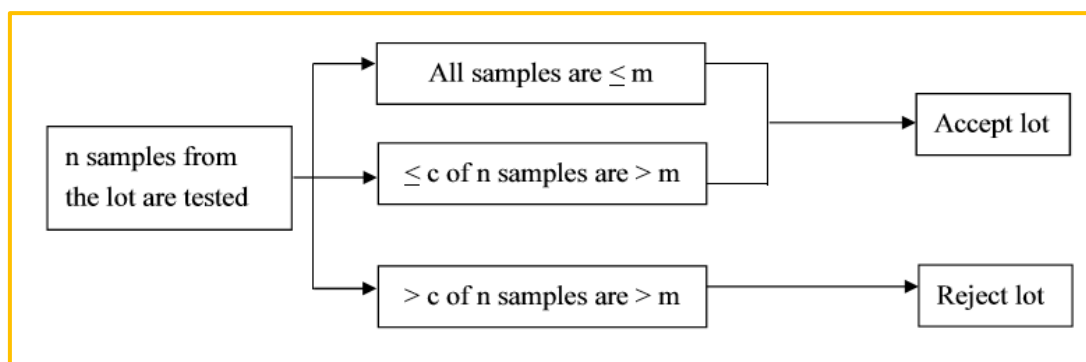 n samples from
the lot are tested
All samples are ≤ m
≤ c of n samples are > m
> c of n samples are > m
Accept lot
Reject lot